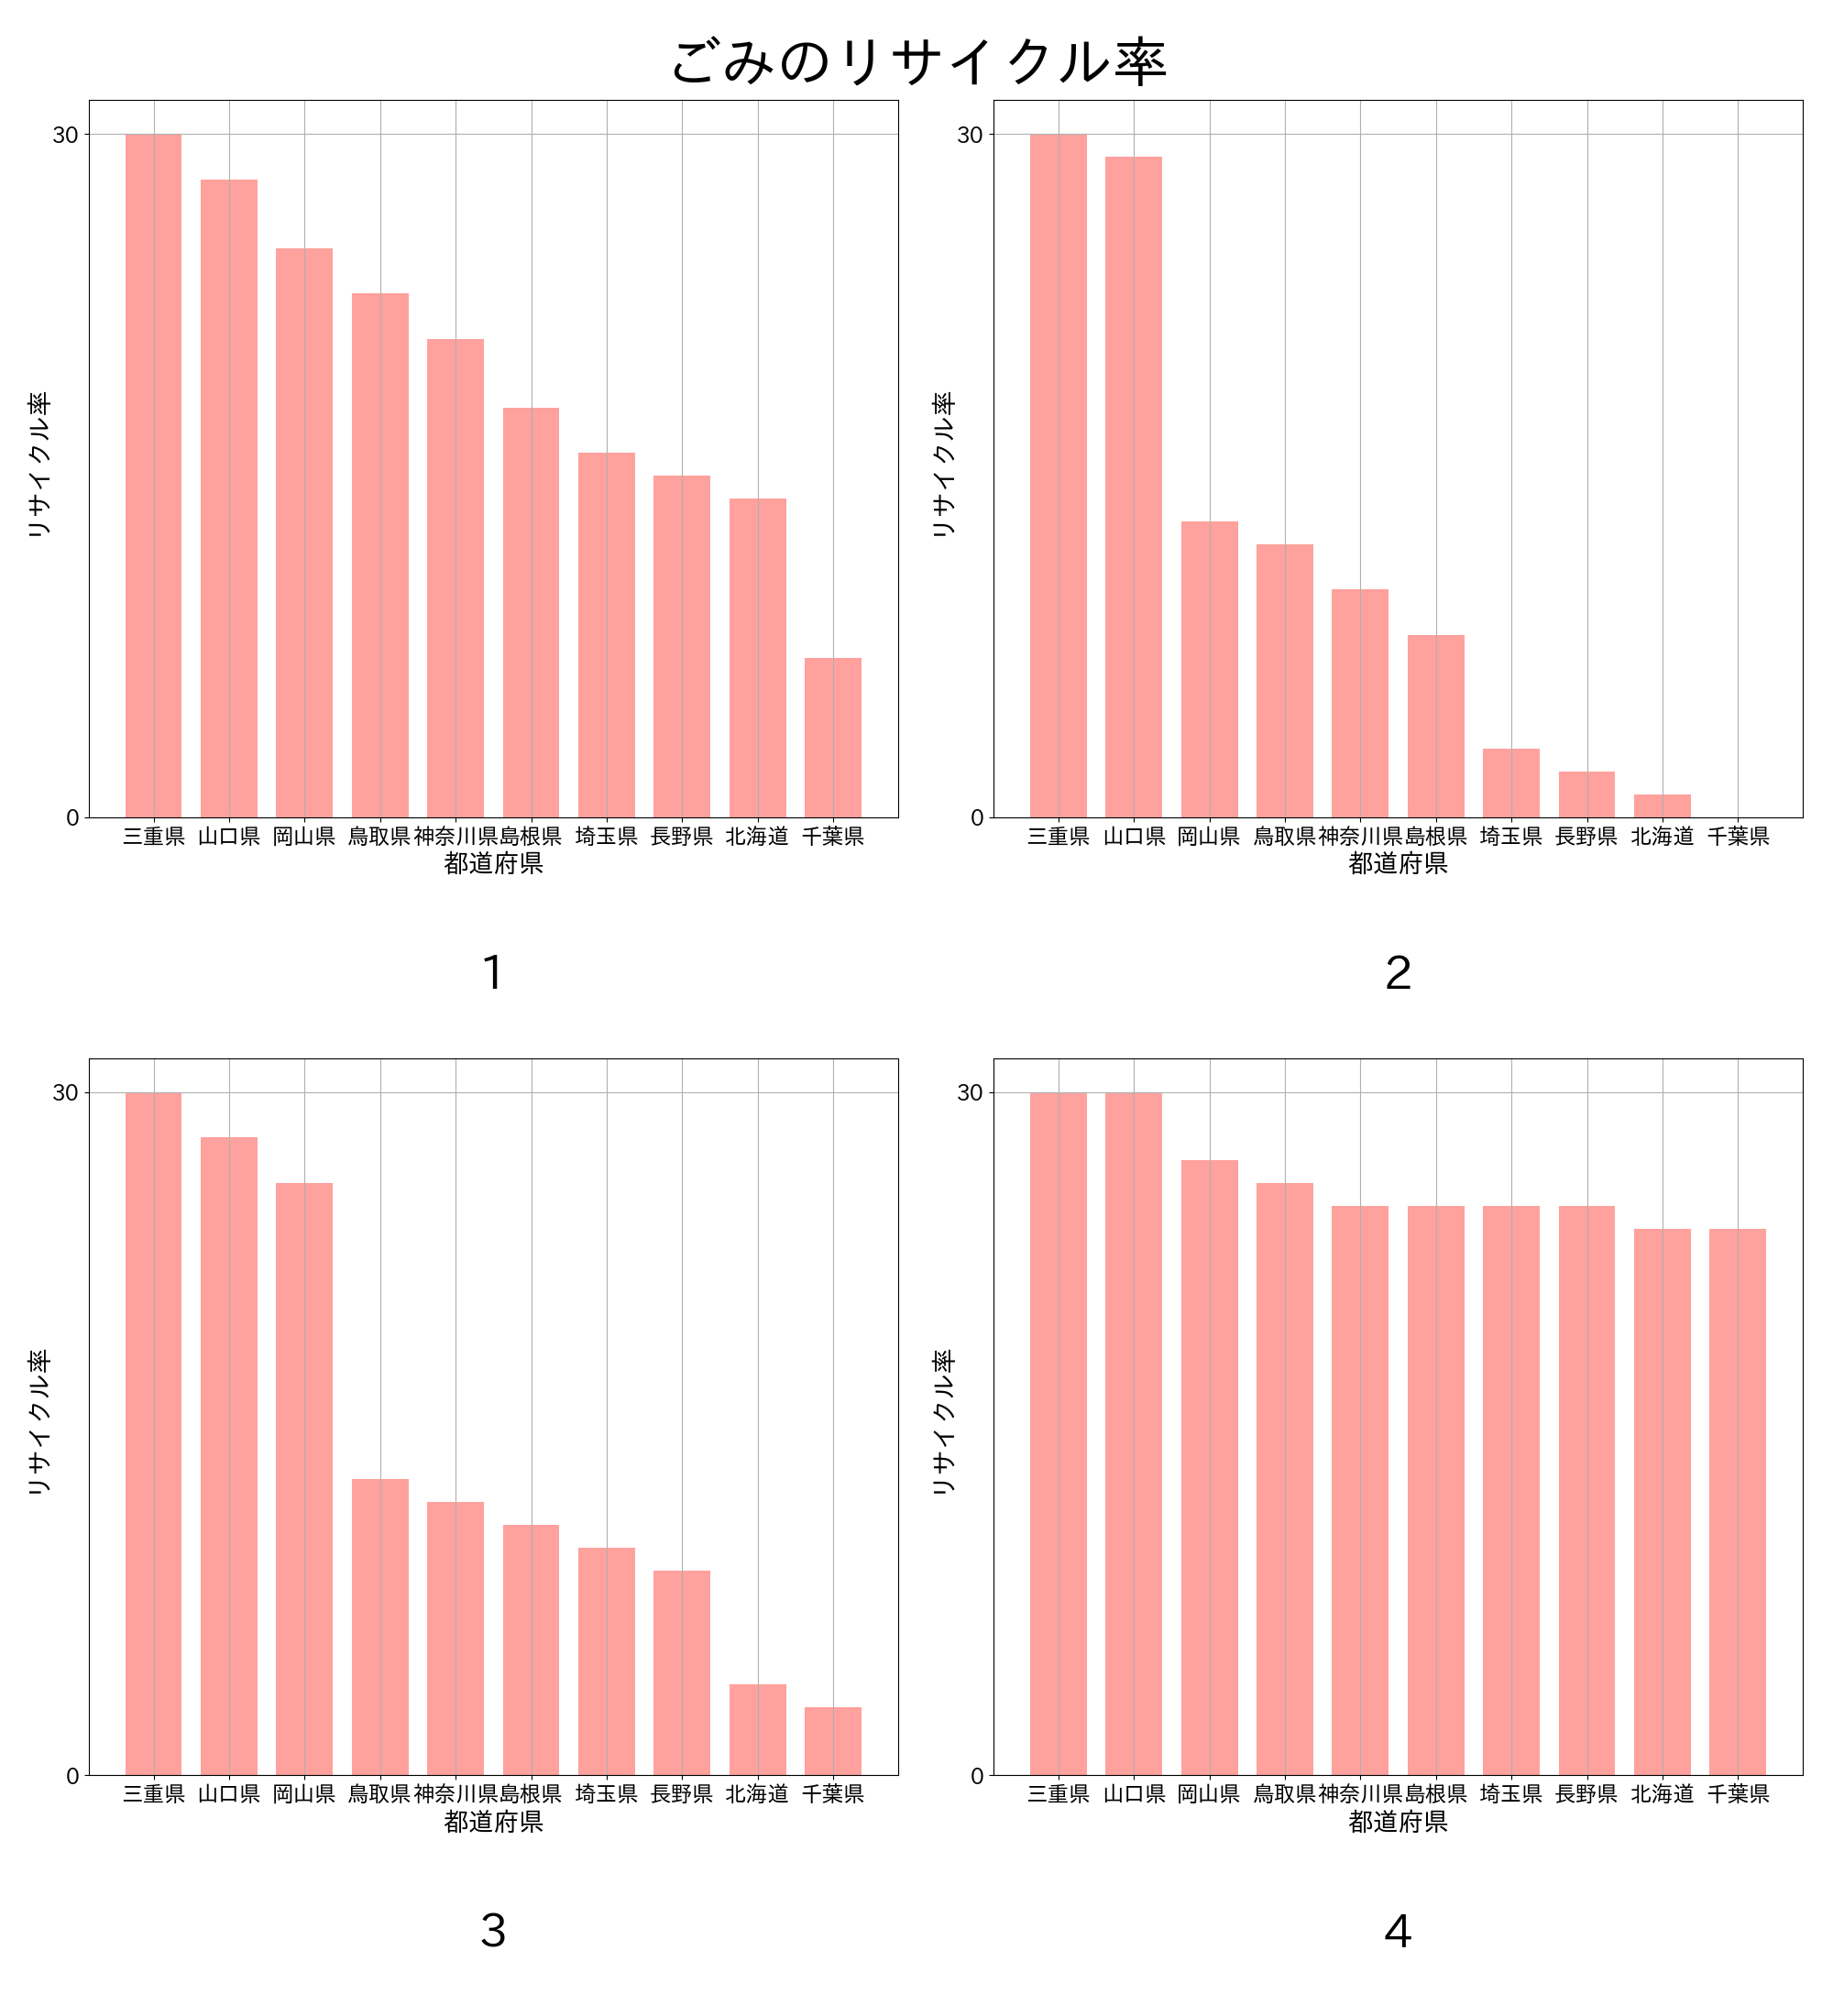 ごみのリサイクル率
30
0
リサイクル率
三重県 山口県 岡山県 鳥取県 神奈川県 島根県 埼玉県 長野県 北海道 千葉県
都道府県
1
30
0
リサイクル率
三重県 山口県 岡山県 鳥取県 神奈川県 島根県 埼玉県 長野県 北海道 千葉県
都道府県
2
30
0
リサイクル率
三重県 山口県 岡山県 鳥取県 神奈川県 島根県 埼玉県 長野県 北海道 千葉県
都道府県
3
30
0
リサイクル率
三重県 山口県 岡山県 鳥取県 神奈川県 島根県 埼玉県 長野県 北海道 千葉県
都道府県
4